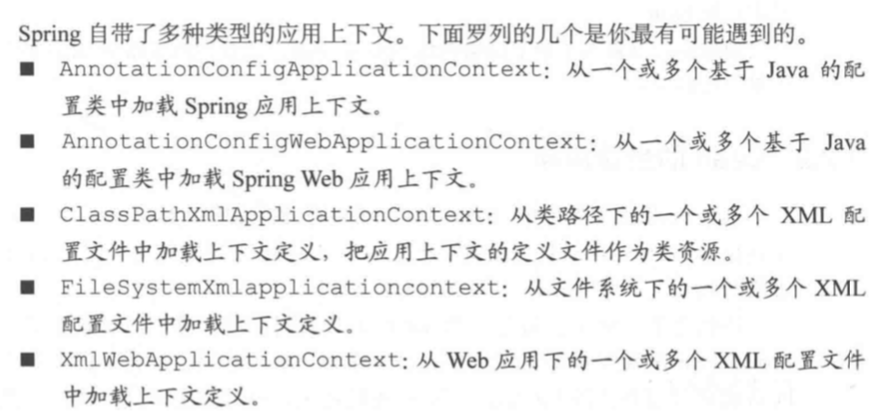 Spring 自带了多种类型的应用上下文。下面罗列的几个是你最有可能遇到的。
■ AnnotationConfigApplicationContext：从一个或多个基于 Java 的配
置类中加载 Spring 应用上下文。
■ AnnotationConfigWebApplicationContext：从一个或多个基于 Java
的配置类中加载 Spring Web 应用上下文。
■ ClassPathXmlApplicationContext：从类路径下的一个或多个 XML 配
置文件中加载上下文定义，把应用上下文的定义文件作为类资源。
■ FileSystemXmlapplicationcontext：从文件系统下的一个或多个 XML
配置文件中加载上下文定义。
■ XmlWebApplicationContext：从 Web 应用下的一个或多个 XML 配置文件
中加载上下文定义。